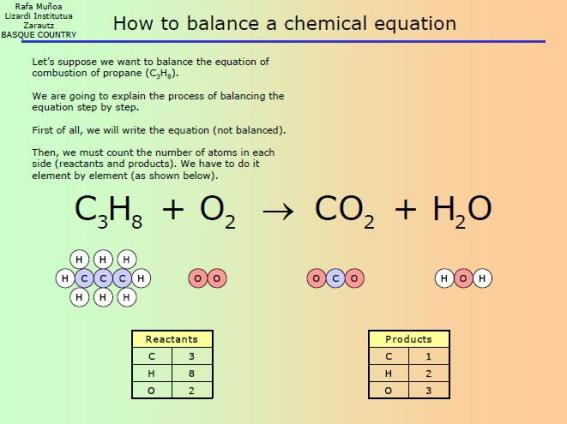 Rafa Muñoa
Lizardi Institutua
Zarautz
BASQUE COUNTRY
How to balance a chemical equation
Let's suppose we want to balance the equation of
combustion of propane (C₃H₈).
We are going to explain the process of balancing the
equation step by step.
First of all, we will write the equation (not balanced).
Then, we must count the number of atoms in each
side (reactants and products). We have to do it
element by element (as shown below).
C₃H₈ + O₂ → CO₂ + H₂O
H H H
H C C C H O O O C O H O H
H H H
Reactants Products
C 3 C 1
H 8 H 2
O 2 O 3